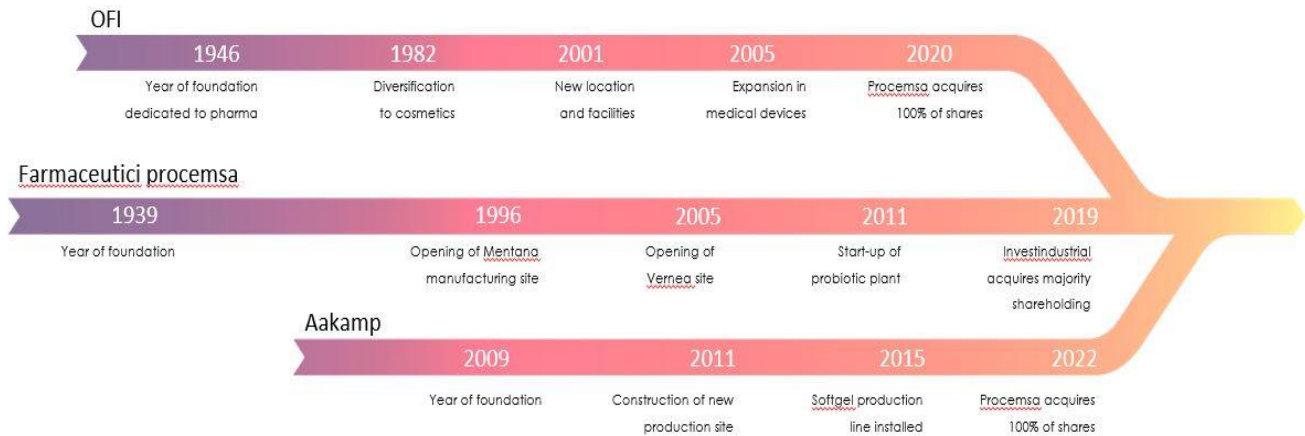 OFI
1946 1982 2001 2005 2020
Year of foundation Diversification New location Expansion in Procemsa acquires
dedicated to pharma to cosmetics and facilities medical devices 100% of shares
Farmaceutici procemsa
1939 1996 2005 2011 2019
Year of foundation Opening of Mentana Opening of Start-up of Investindustrial
manufacturing site Vernea site probiotic plant acquires majority
shareholding
Aakamp
2009 2011 2015 2022
Year of foundation Construction of new Softgel production Procemsa acquires
production site line installed 100% of shares